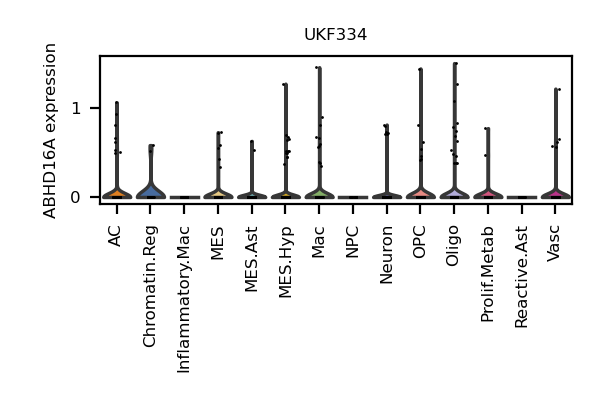 UKF334
ABHD16A expression
1
0
AC
Chromatin.Reg
Inflammatory.Mac
MES
MES.Ast
MES.Hyp
Mac
NPC
Neuron
OPC
Oligo
Prolif.Metab
Reactive.Ast
Vasc